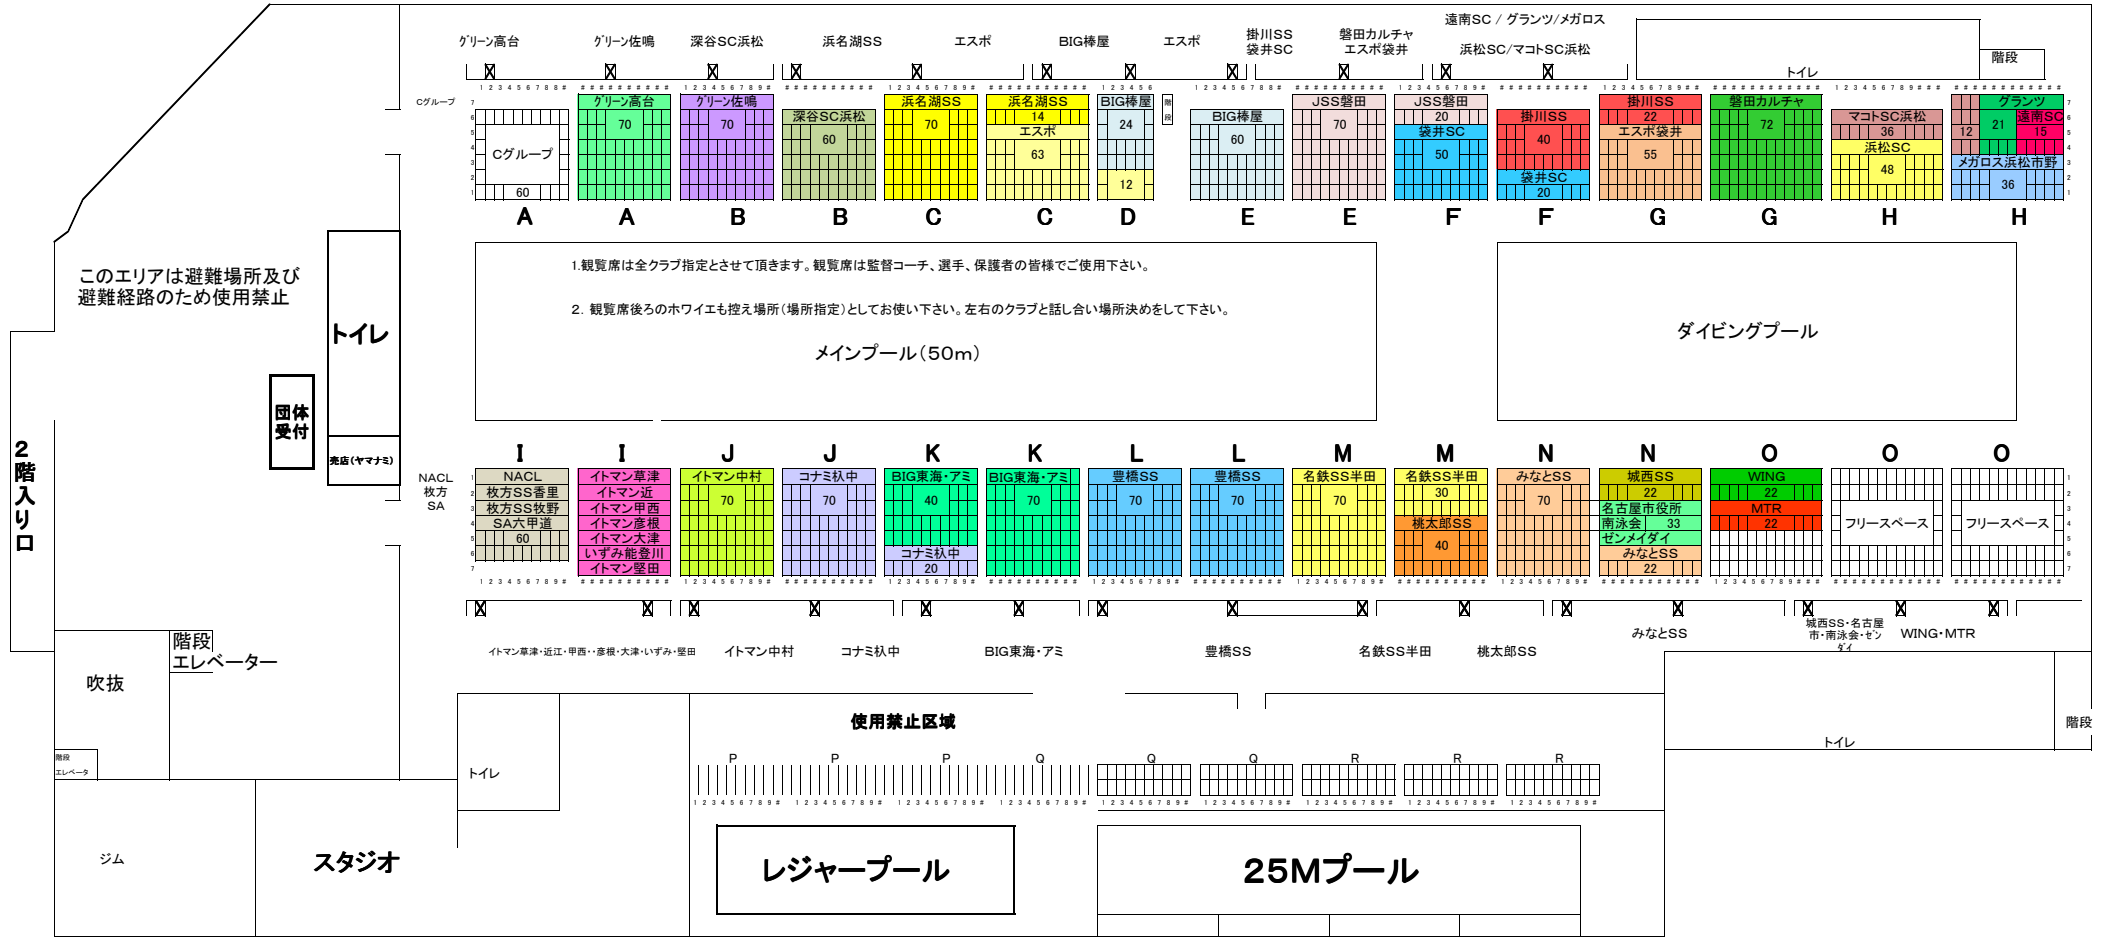 遠南SC / グランツ/メガロス
グリーン高台
グリーン佐鳴
深谷SC浜松
浜名湖SS
エスポ
BIG棒屋
エスポ
掛川SS
袋井SC
磐田カルチャ
エスポ袋井
浜松SC/マコトSC浜松
トイレ
階段
Cグループ
Cグループ
60
グリーン高台
70
グリーン佐鳴
70
深谷SC浜松
60
浜名湖SS
70
浜名湖SS
14
エスポ
63
BIG棒屋
24
12
階段
BIG棒屋
60
JSS磐田
70
JSS磐田
20
袋井SC
50
掛川SS
40
袋井SC
20
掛川SS
22
エスポ袋井
55
磐田カルチャ
72
マコトSC浜松
36
浜松SC
48
グランツ
12
21
遠南SC
15
メガロス浜松市野
36
A A B B C C D E E F F G G H H
このエリアは避難場所及び
避難経路のため使用禁止
1.観覧席は全クラブ指定とさせて頂きます。観覧席は監督コーチ、選手、保護者の皆様でご使用下さい。
2. 観覧席後ろのホワイエも控え場所(場所指定)としてお使い下さい。左右のクラブと話し合い場所決めをして下さい。
メインプール(50m)
ダイビングプール
トイレ
団体
受付
売店(ヤマナミ)
2階入り口
I I J J K K L L M M N N O O O
NACL
枚方
SA
NACL
枚方SS香里
枚方SS牧野
SA六甲道
60
イトマン草津
イトマン近
イトマン甲西
イトマン彦根
イトマン大津
いずみ能登川
イトマン堅田
イトマン中村
70
コナミ杁中
70
BIG東海・アミ
40
コナミ杁中
20
BIG東海・アミ
70
豊橋SS
70
豊橋SS
70
名鉄SS半田
70
名鉄SS半田
30
桃太郎SS
40
みなとSS
70
城西SS
22
名古屋市役所
南泳会 33
ゼンメイダイ
みなとSS
22
WING
22
MTR
22
フリースペース
フリースペース
イトマン草津・近江・甲西・・彦根・大津・いずみ・堅田
イトマン中村
コナミ杁中
BIG東海・アミ
豊橋SS
名鉄SS半田
桃太郎SS
みなとSS
城西SS・名古屋
市・南泳会・ゼン
ダイ
WING・MTR
階段
エレベーター
吹抜
階段
エレベータ
使用禁止区域
トイレ
P P P Q Q Q R R R
トイレ
階段
ジム
スタジオ
レジャープール
25Mプール